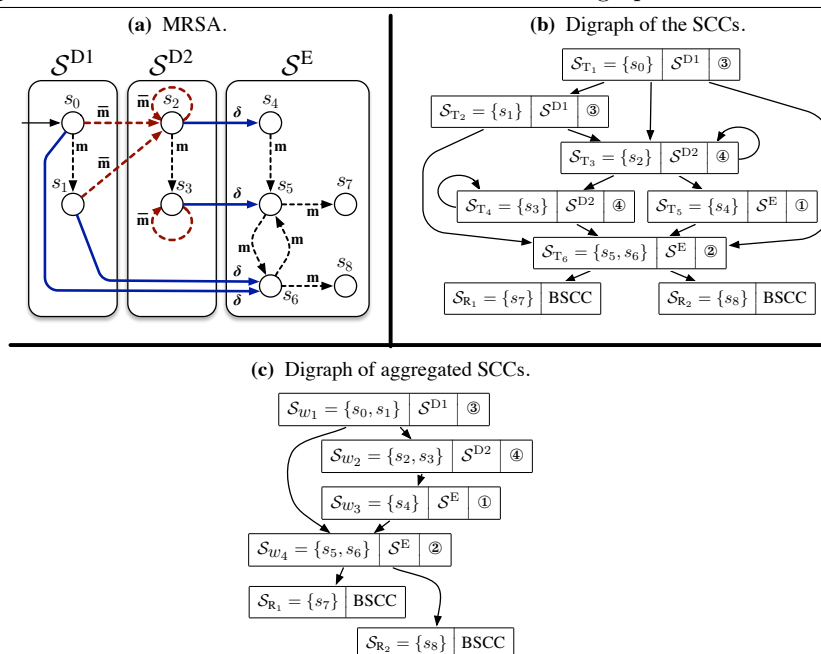 (a) MRSA.
𝒮^D1 𝒮^D2 𝒮^E
s₀ m̄ m̄ s₂ δ s₄
m m̄ m m
s₁ s₃ δ s₅ s₇
m̄ m
m m
δ m s₈
δ s₆
(b) Digraph of the SCCs.
𝒮_T₁ = {s₀} 𝒮^D1 ③
𝒮_T₂ = {s₁} 𝒮^D1 ③
𝒮_T₃ = {s₂} 𝒮^D2 ④
𝒮_T₄ = {s₃} 𝒮^D2 ④ 𝒮_T₅ = {s₄} 𝒮^E ①
𝒮_T₆ = {s₅, s₆} 𝒮^E ②
𝒮_R₁ = {s₇} BSCC 𝒮_R₂ = {s₈} BSCC
(c) Digraph of aggregated SCCs.
𝒮_w₁ = {s₀, s₁} 𝒮^D1 ③
𝒮_w₂ = {s₂, s₃} 𝒮^D2 ④
𝒮_w₃ = {s₄} 𝒮^E ①
𝒮_w₄ = {s₅, s₆} 𝒮^E ②
𝒮_R₁ = {s₇} BSCC
𝒮_R₂ = {s₈} BSCC